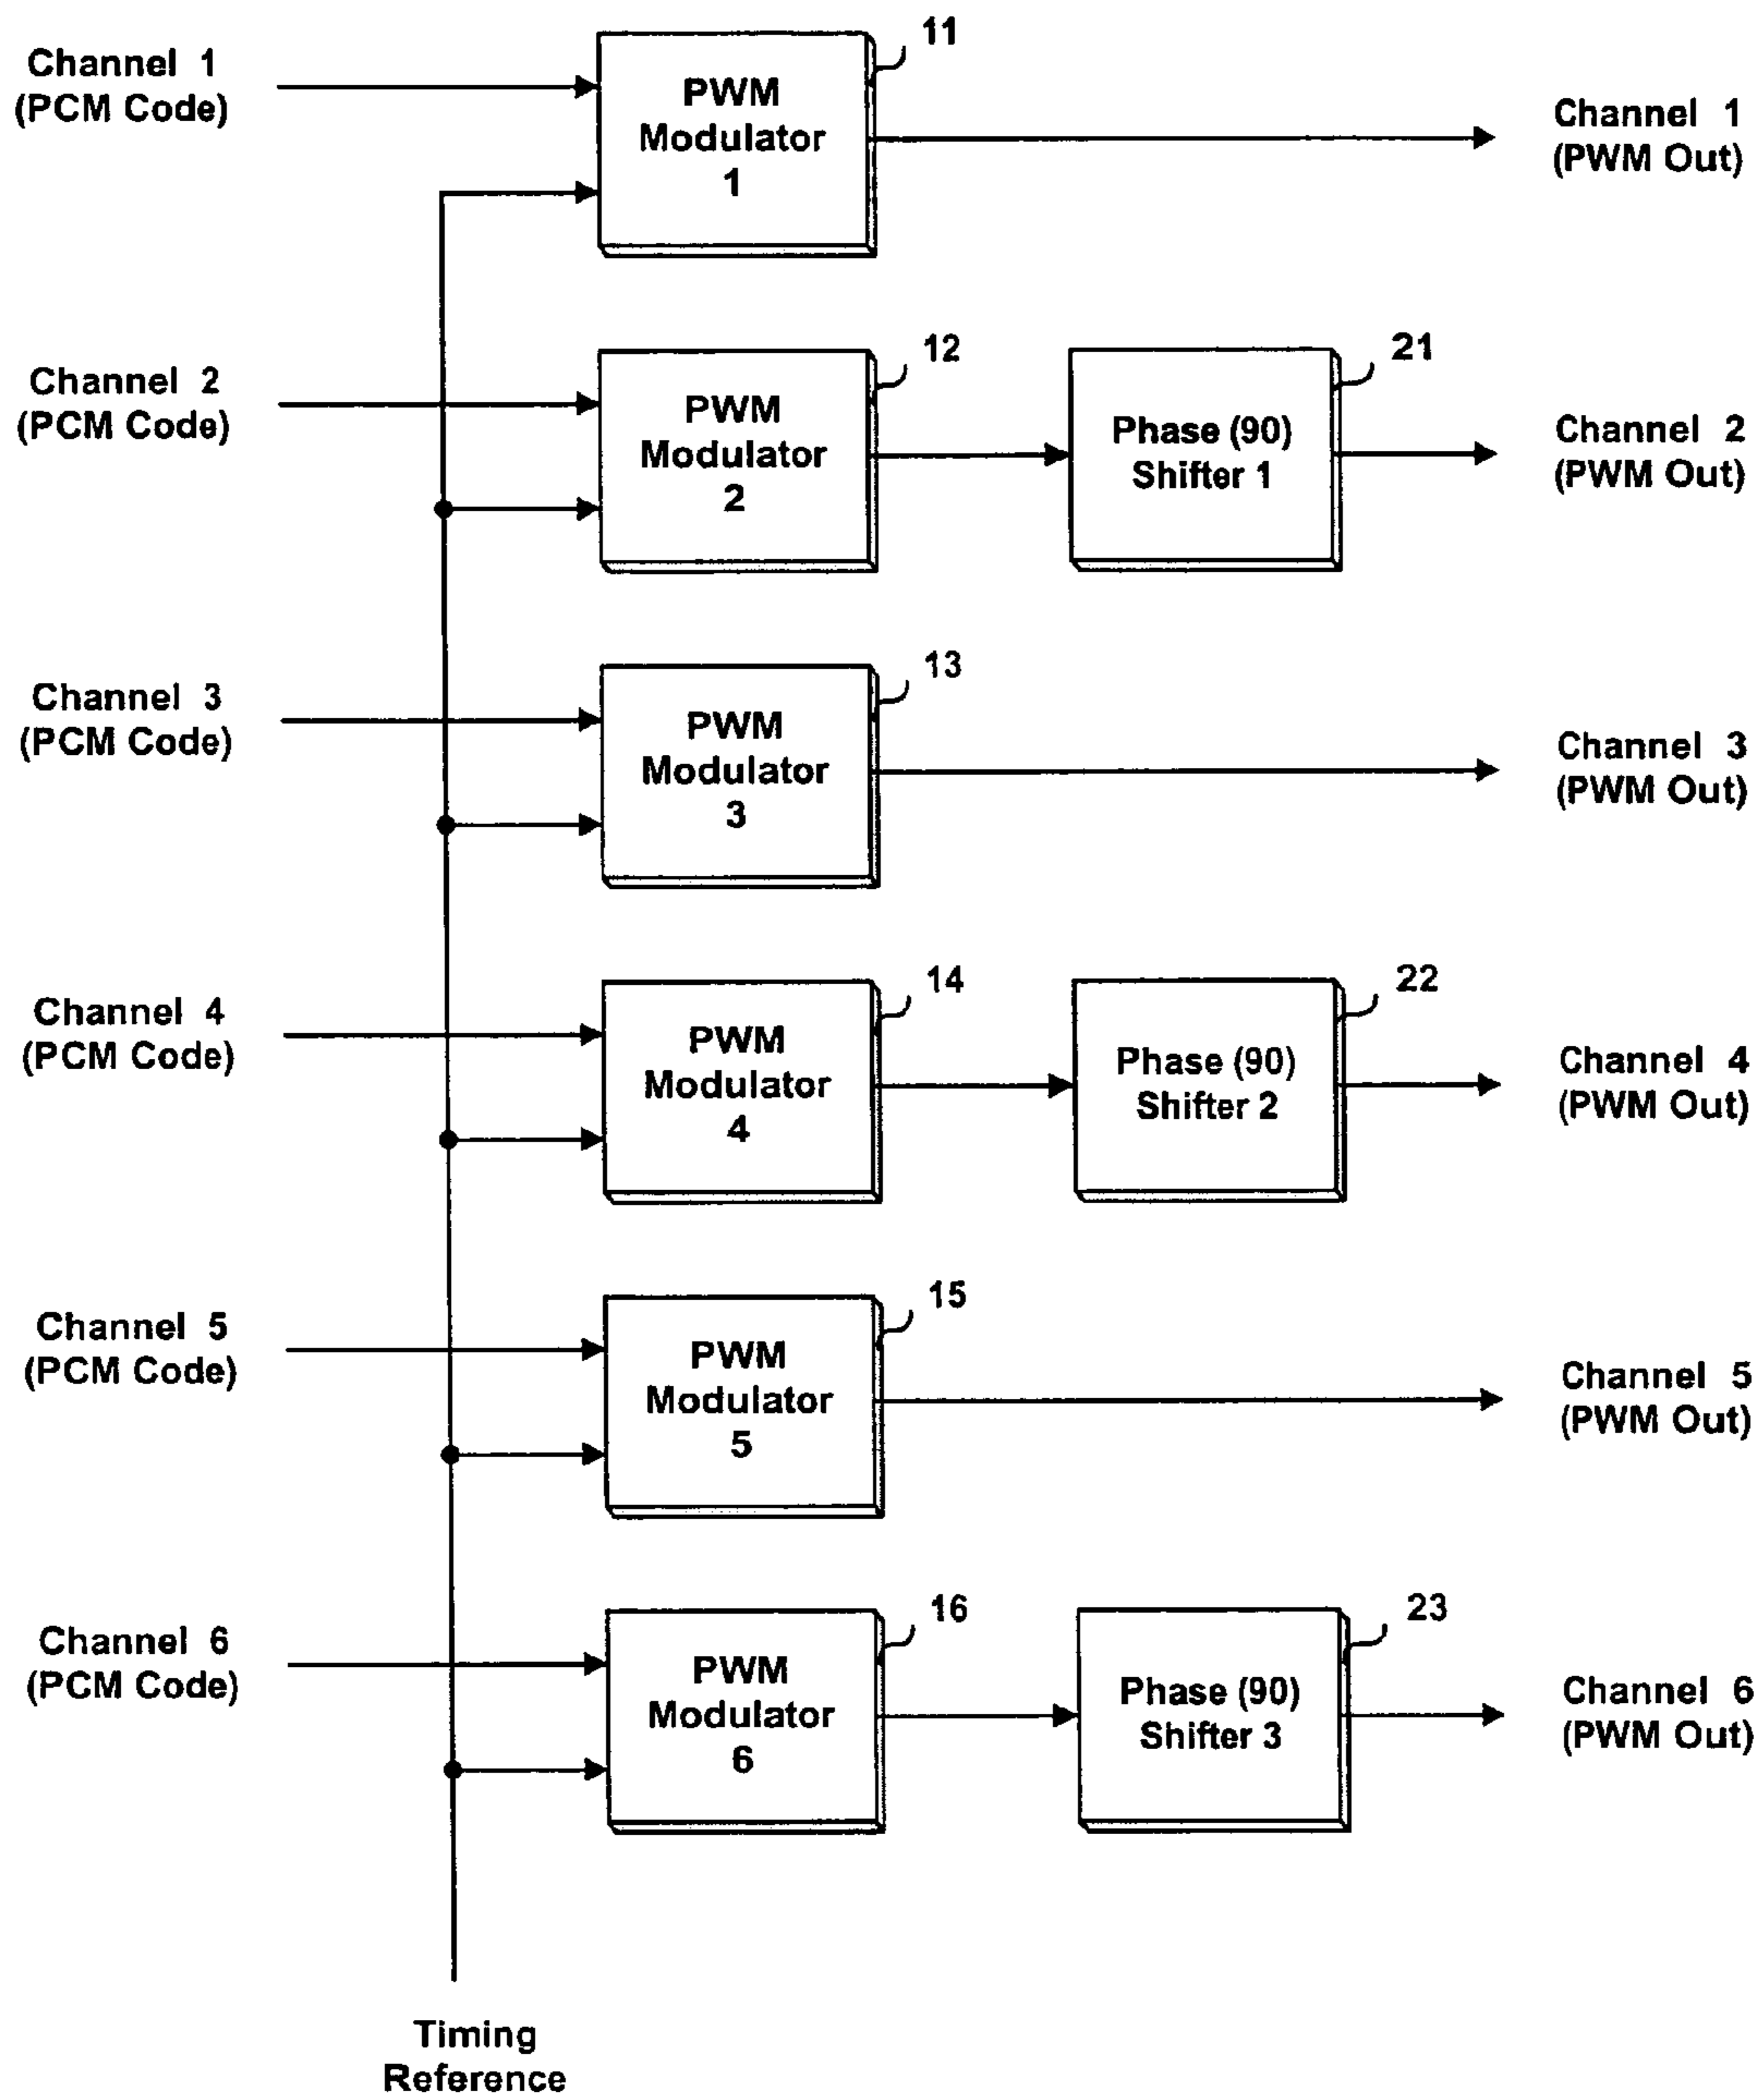 11
Channel 1
(PCM Code)
PWM
Modulator
1
Channel 1
(PWM Out)
12
21
Channel 2
(PCM Code)
PWM
Modulator
2
Phase (90)
Shifter 1
Channel 2
(PWM Out)
13
Channel 3
(PCM Code)
PWM
Modulator
3
Channel 3
(PWM Out)
14
22
Channel 4
(PCM Code)
PWM
Modulator
4
Phase (90)
Shifter 2
Channel 4
(PWM Out)
15
Channel 5
(PCM Code)
PWM
Modulator
5
Channel 5
(PWM Out)
16
23
Channel 6
(PCM Code)
PWM
Modulator
6
Phase (90)
Shifter 3
Channel 6
(PWM Out)
Timing
Reference